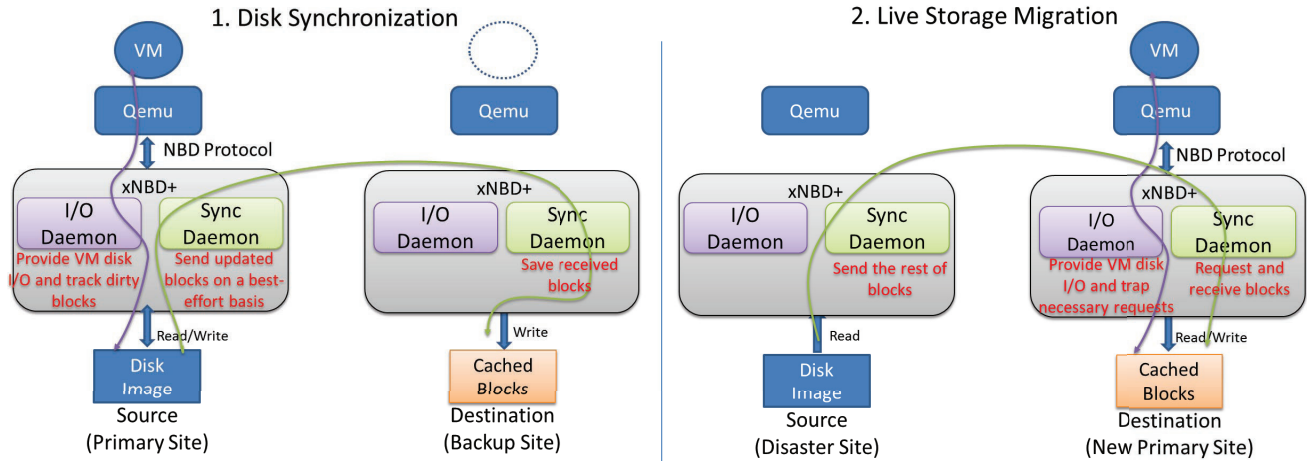 1. Disk Synchronization
VM
Qemu
NBD Protocol
xNBD+
I/O
Daemon
Provide VM disk
I/O and track dirty
blocks
Sync
Daemon
Send updated
blocks on a best-
effort basis
Read/Write
Disk
Image
Source
(Primary Site)
Qemu
xNBD+
I/O
Daemon
Sync
Daemon
Save received
blocks
Write
Cached
Blocks
Destination
(Backup Site)
2. Live Storage Migration
Qemu
xNBD+
I/O
Daemon
Sync
Daemon
Send the rest of
blocks
Read
Disk
Image
Source
(Disaster Site)
VM
Qemu
NBD Protocol
xNBD+
I/O
Daemon
Provide VM disk
I/O and trap
necessary requests
Sync
Daemon
Request and
receive blocks
Read/Write
Cached
Blocks
Destination
(New Primary Site)